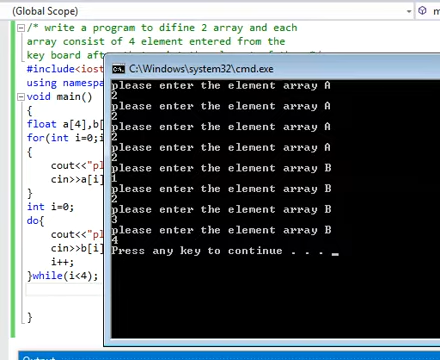 (Global Scope)
/* write a program to difine 2 array and each
array consist of 4 element entered from the
key board
#include<ios
using namespa
void main()
{
float a[4],b[
for(int i=0;i
{
cout<<"pl
cin>>a[i]
}
int i=0;
do{
cout<<"pl
cin>>b[i]
i++;
}while(i<4);
}
C:\Windows\system32\cmd.exe
please enter the element array A
2
please enter the element array A
2
please enter the element array A
2
please enter the element array A
2
please enter the element array B
1
please enter the element array B
2
please enter the element array B
3
please enter the element array B
4
Press any key to continue . . . _
Output